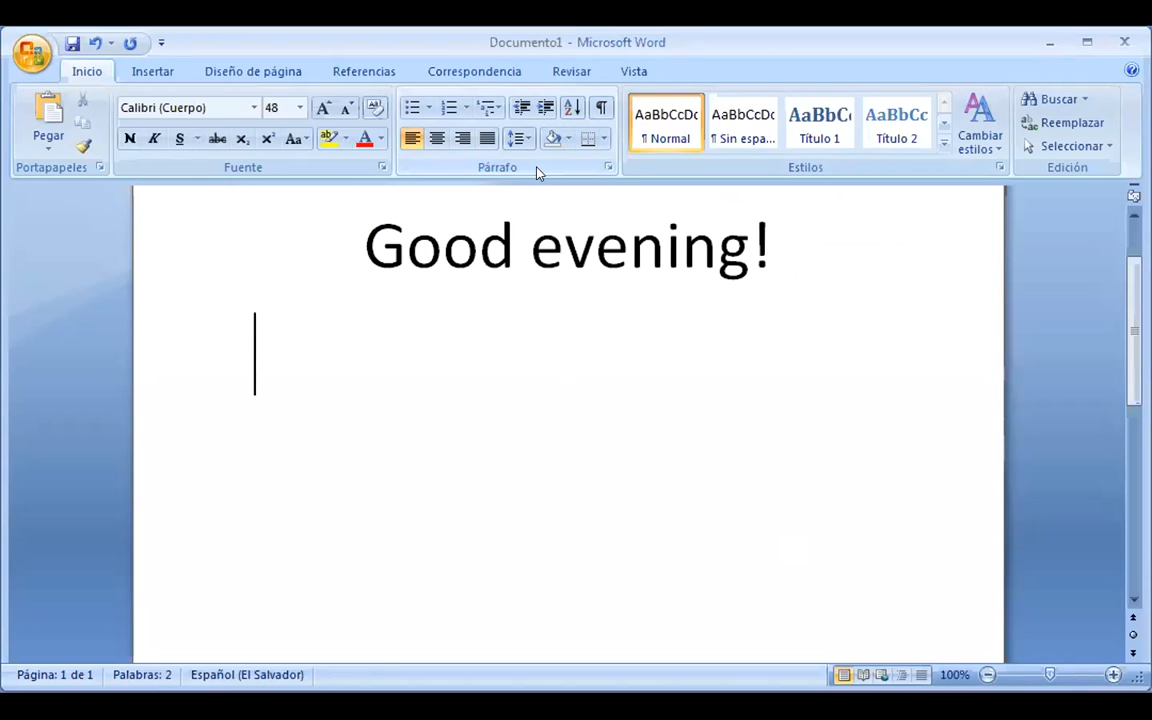 Documento1 - Microsoft Word
Inicio Insertar Diseño de página Referencias Correspondencia Revisar Vista
Pegar
Portapapeles
Calibri (Cuerpo) 48
N K S abc x₂ x² Aa ab A
Fuente
Párrafo
AaBbCcDc AaBbCcDc AaBbC AaBbCc
¶ Normal ¶ Sin espa... Título 1 Título 2
Cambiar
estilos
Estilos
Buscar
Reemplazar
Seleccionar
Edición
Good evening!
Página: 1 de 1 Palabras: 2 Español (El Salvador) 100%